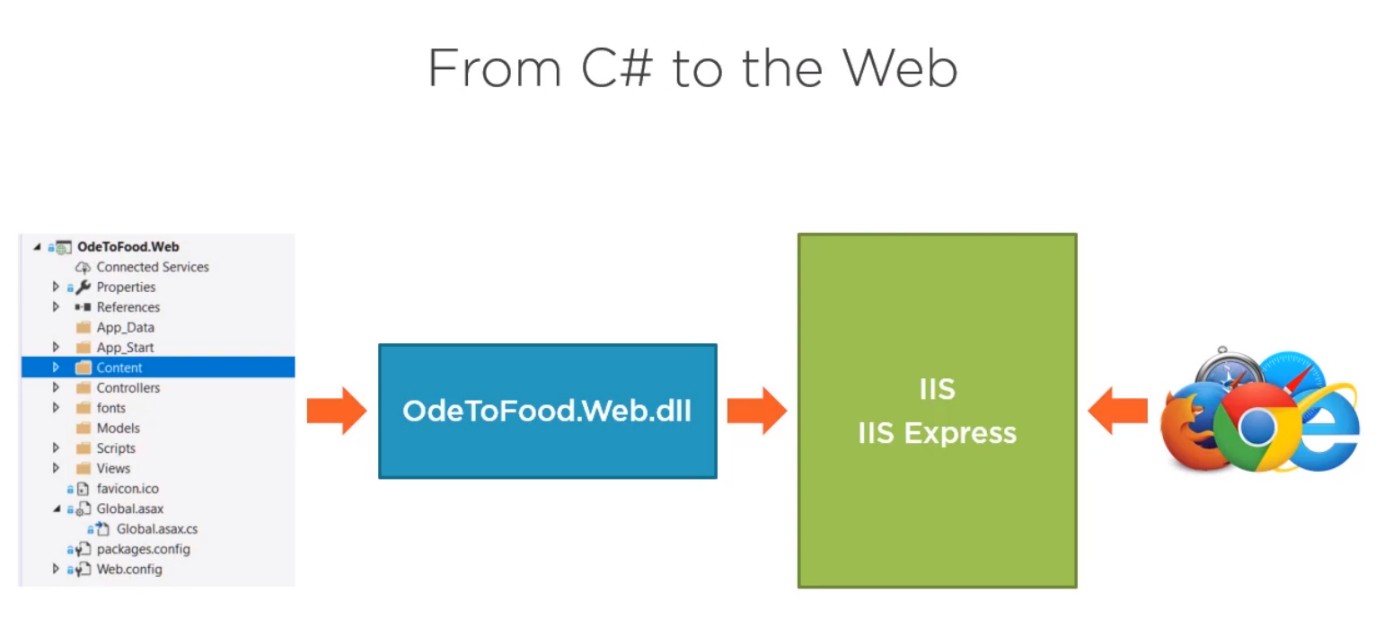 From C# to the Web
OdeToFood.Web
Connected Services
Properties
References
App_Data
App_Start
Content
Controllers
fonts
Models
Scripts
Views
favicon.ico
Global.asax
Global.asax.cs
packages.config
Web.config
OdeToFood.Web.dll
IIS
IIS Express